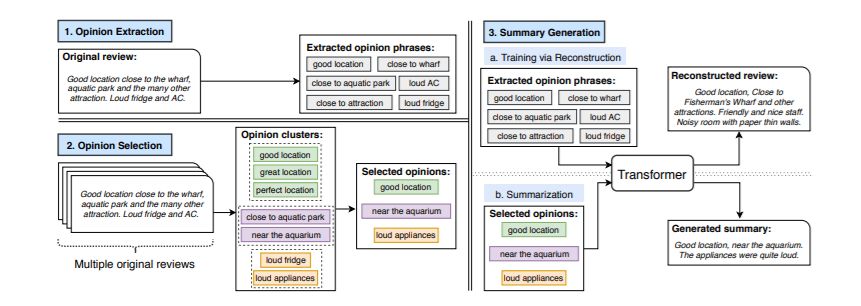 1. Opinion Extraction
Original review:
Good location close to the wharf,
aquatic park and the many other
attraction. Loud fridge and AC.
Extracted opinion phrases:
good location
close to wharf
close to aquatic park
loud AC
close to attraction
loud fridge
2. Opinion Selection
Good location close to the wharf,
aquatic park and the many other
attraction. Loud fridge and AC.
Multiple original reviews
Opinion clusters:
good location
great location
perfect location
close to aquatic park
near the aquarium
loud fridge
loud appliances
Selected opinions:
good location
near the aquarium
loud appliances
3. Summary Generation
a. Training via Reconstruction
Extracted opinion phrases:
good location
close to wharf
close to aquatic park
loud AC
close to attraction
loud fridge
Reconstructed review:
Good location, Close to
Fisherman's Wharf and other
attractions. Friendly and nice staff.
Noisy room with paper thin walls.
Transformer
b. Summarization
Selected opinions:
good location
near the aquarium
loud appliances
Generated summary:
Good location, near the aquarium.
The appliances were quite loud.